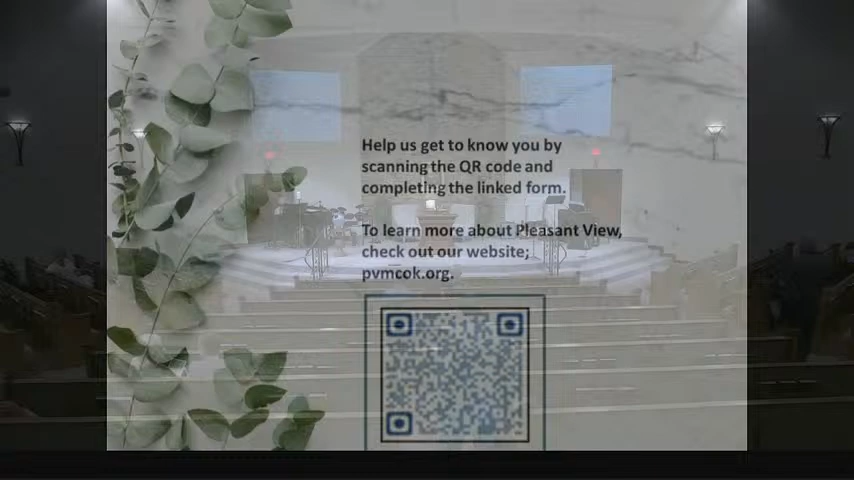 Help us get to know you by
scanning the QR code and
completing the linked form.
To learn more about Pleasant View,
check out our website;
pvmcok.org.